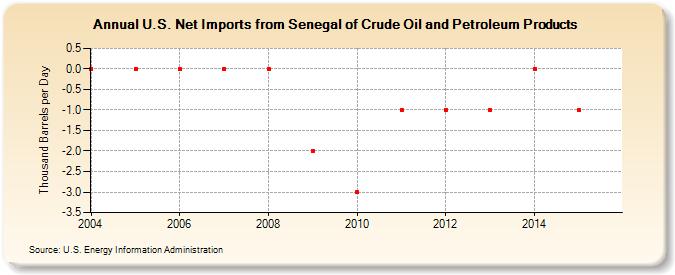 Annual U.S. Net Imports from Senegal of Crude Oil and Petroleum Products
Thousand Barrels per Day
0.5
0.0
-0.5
-1.0
-1.5
-2.0
-2.5
-3.0
-3.5
2004 2006 2008 2010 2012 2014
Source: U.S. Energy Information Administration